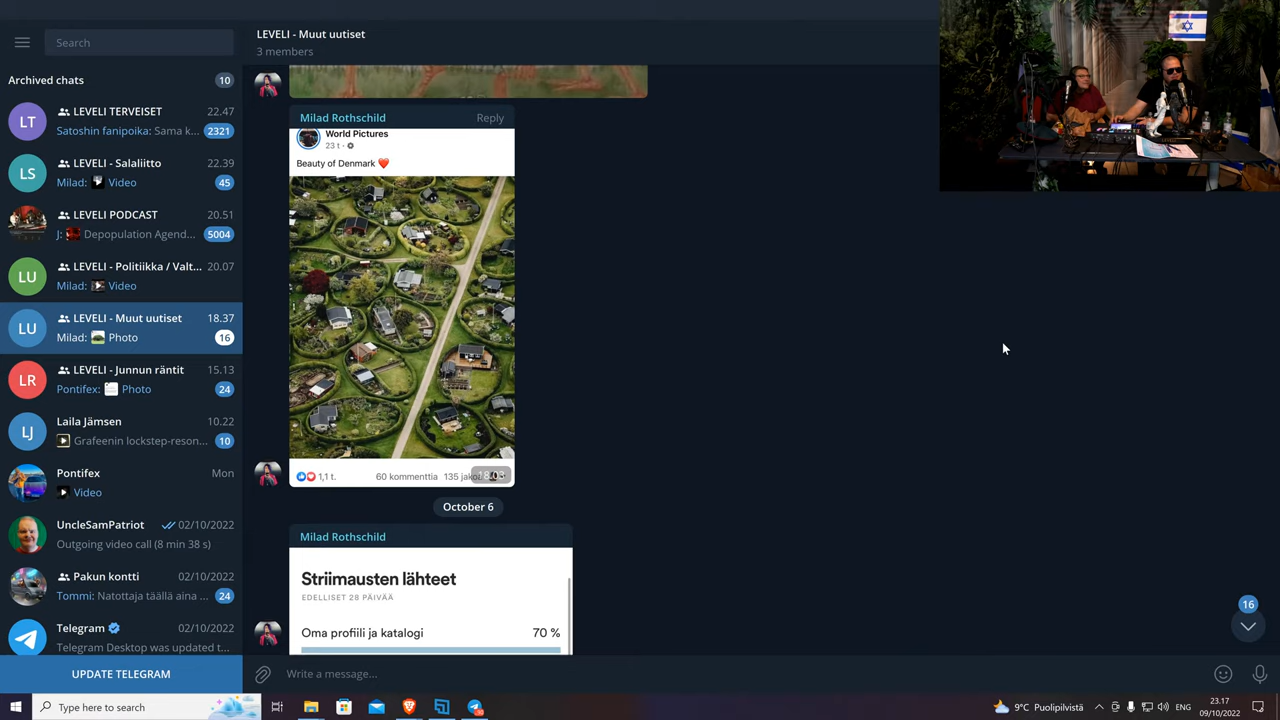 Search
Archived chats
10
LT
LEVELI TERVEISET
22.47
Satoshin fanipoika: Sama k...
2321
LS
LEVELI - Salaliitto
22.39
Milad: Video
45
LEVELI PODCAST
20.51
J: Depopulation Agend...
5004
LU
LEVELI - Politiikka / Valt...
20.07
Milad: Video
LU
LEVELI - Muut uutiset
18.37
Milad: Photo
16
LR
LEVELI - Junnun räntit
15.13
Pontifex: Photo
24
LJ
Laila Jämsen
10.22
Grafeenin lockstep-reson...
10
Pontifex
Mon
Video
UncleSamPatriot
02/10/2022
Outgoing video call (8 min 38 s)
Pakun kontti
02/10/2022
Tommi: Natottaja täällä aina ...
24
Telegram
02/10/2022
Telegram Desktop was updated t...
UPDATE TELEGRAM
LEVELI - Muut uutiset
3 members
Milad Rothschild
Reply
World Pictures
23 t
Beauty of Denmark
1,1 t.
60 kommenttia
October 6
Milad Rothschild
Striimausten lähteet
EDELLISET 28 PÄIVÄÄ
Oma profiili ja katalogi
70 %
16
Write a message...
Type here to search
9°C Puolipilvistä
ENG
23.17
09/10/2022